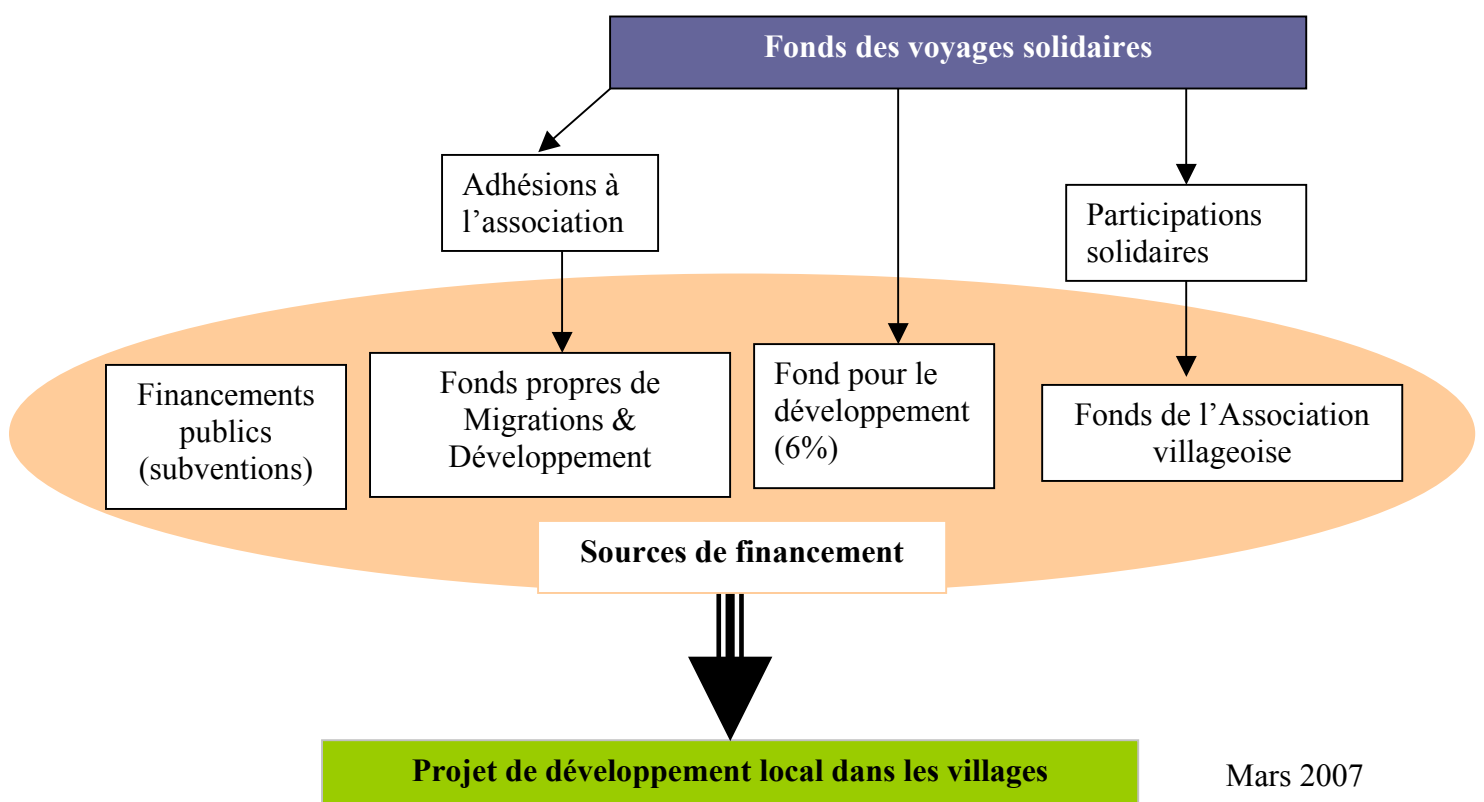 Fonds des voyages solidaires
Adhésions à
l’association
Participations
solidaires
Financements
publics
(subventions)
Fonds propres de
Migrations &
Développement
Fond pour le
développement
(6%)
Fonds de l’Association
villageoise
Sources de financement
Projet de développement local dans les villages
Mars 2007